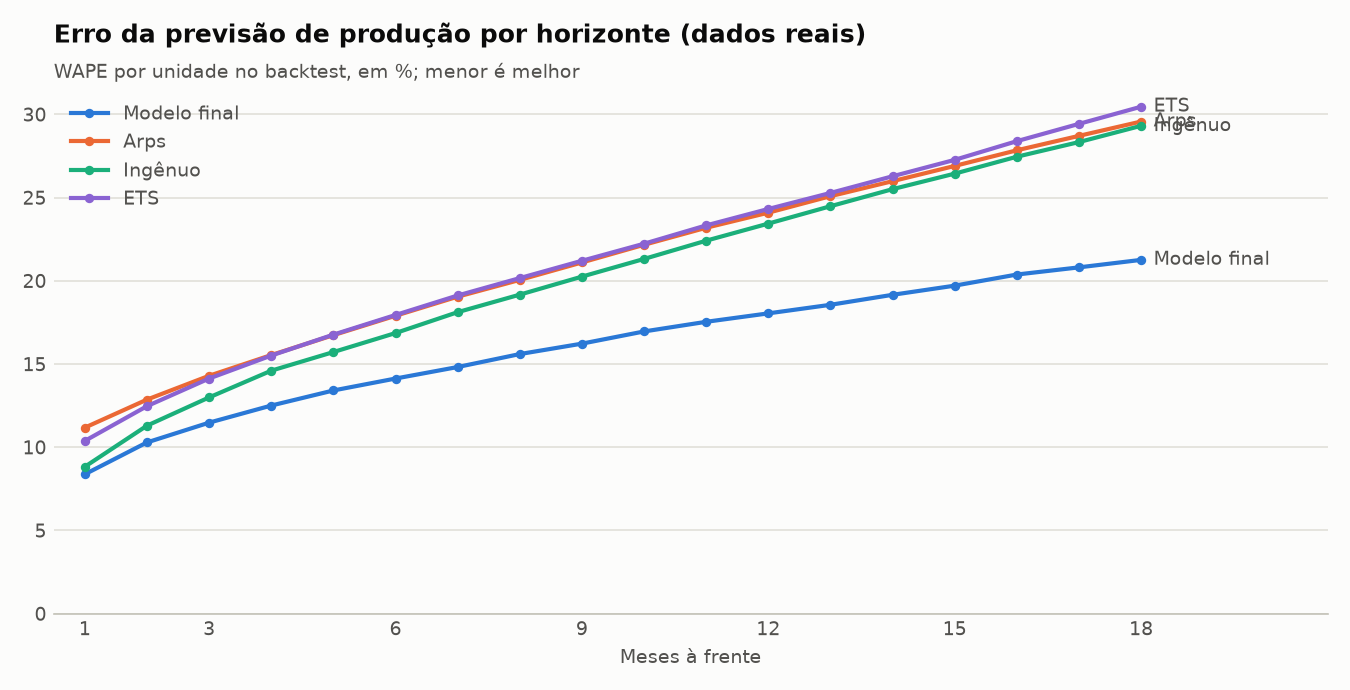 Erro da previsão de produção por horizonte (dados reais)
WAPE por unidade no backtest, em %; menor é melhor
Modelo final
Arps
Ingênuo
ETS
30
25
20
15
10
5
0
ETS
Arps
Ingênuo
Modelo final
1
3
6
9
12
15
18
Meses à frente